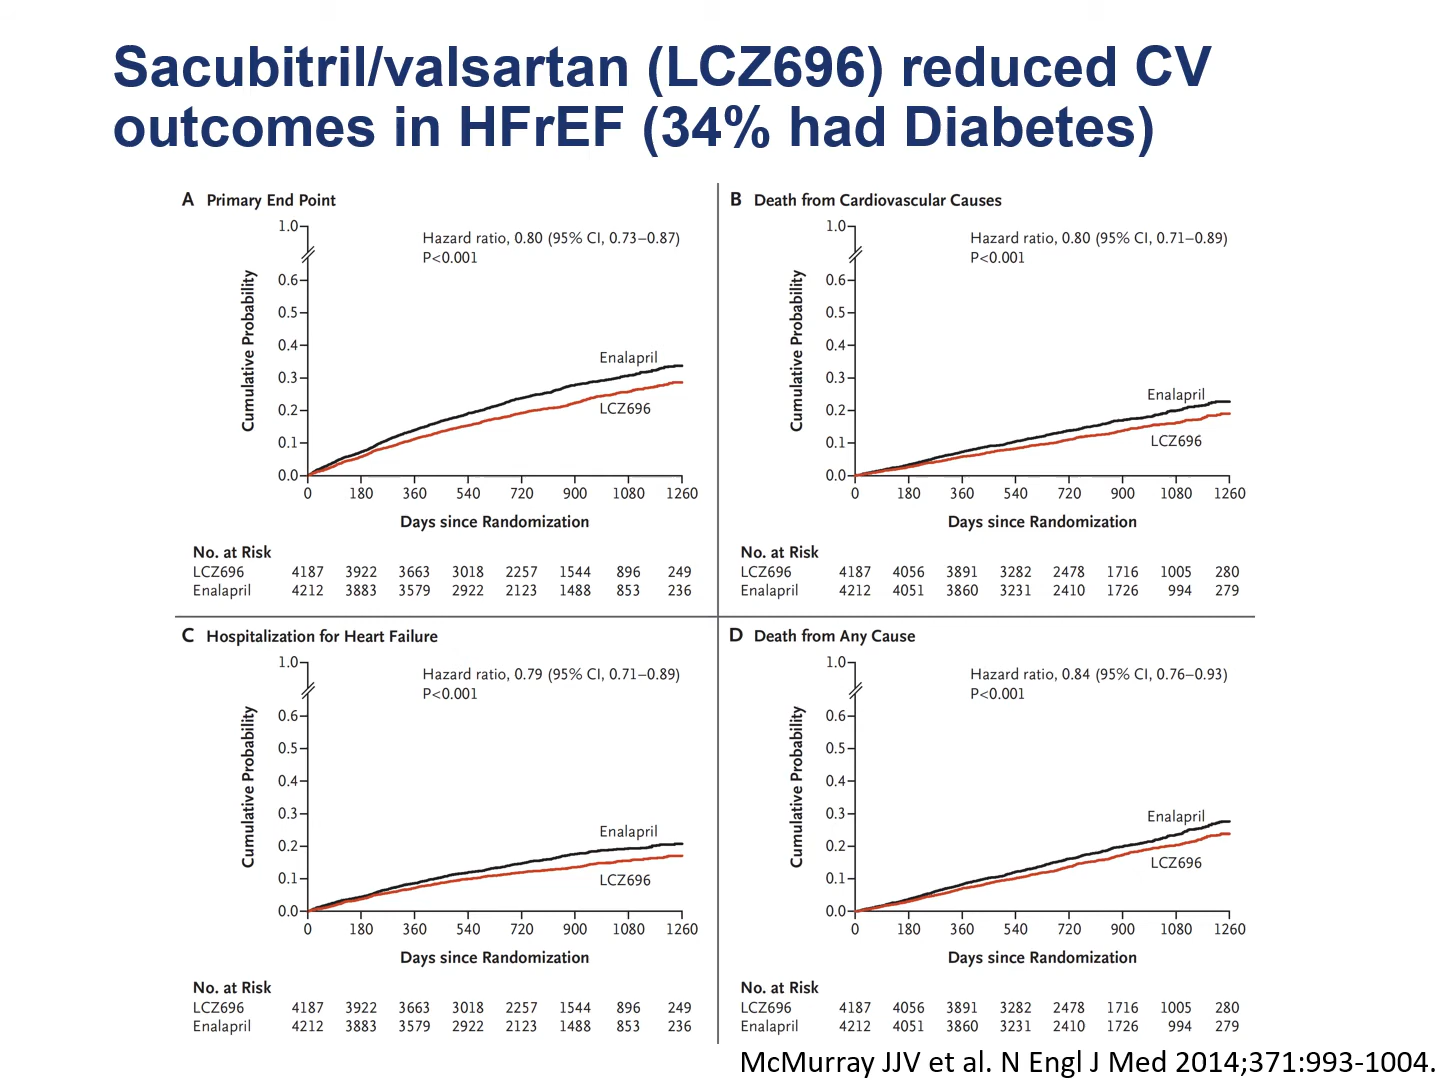 Sacubitril/valsartan (LCZ696) reduced CV
outcomes in HFrEF (34% had Diabetes)
A Primary End Point
Hazard ratio, 0.80 (95% CI, 0.73–0.87)
P<0.001
Cumulative Probability
1.0
0.6
0.5
0.4
0.3
0.2
0.1
0.0
Enalapril
LCZ696
0 180 360 540 720 900 1080 1260
Days since Randomization
No. at Risk
LCZ696 4187 3922 3663 3018 2257 1544 896 249
Enalapril 4212 3883 3579 2922 2123 1488 853 236
B Death from Cardiovascular Causes
Hazard ratio, 0.80 (95% CI, 0.71–0.89)
P<0.001
Cumulative Probability
1.0
0.6
0.5
0.4
0.3
0.2
0.1
0.0
Enalapril
LCZ696
0 180 360 540 720 900 1080 1260
Days since Randomization
No. at Risk
LCZ696 4187 4056 3891 3282 2478 1716 1005 280
Enalapril 4212 4051 3860 3231 2410 1726 994 279
C Hospitalization for Heart Failure
Hazard ratio, 0.79 (95% CI, 0.71–0.89)
P<0.001
Cumulative Probability
1.0
0.6
0.5
0.4
0.3
0.2
0.1
0.0
Enalapril
LCZ696
0 180 360 540 720 900 1080 1260
Days since Randomization
No. at Risk
LCZ696 4187 3922 3663 3018 2257 1544 896 249
Enalapril 4212 3883 3579 2922 2123 1488 853 236
D Death from Any Cause
Hazard ratio, 0.84 (95% CI, 0.76–0.93)
P<0.001
Cumulative Probability
1.0
0.6
0.5
0.4
0.3
0.2
0.1
0.0
Enalapril
LCZ696
0 180 360 540 720 900 1080 1260
Days since Randomization
No. at Risk
LCZ696 4187 4056 3891 3282 2478 1716 1005 280
Enalapril 4212 4051 3860 3231 2410 1726 994 279
McMurray JJV et al. N Engl J Med 2014;371:993-1004.